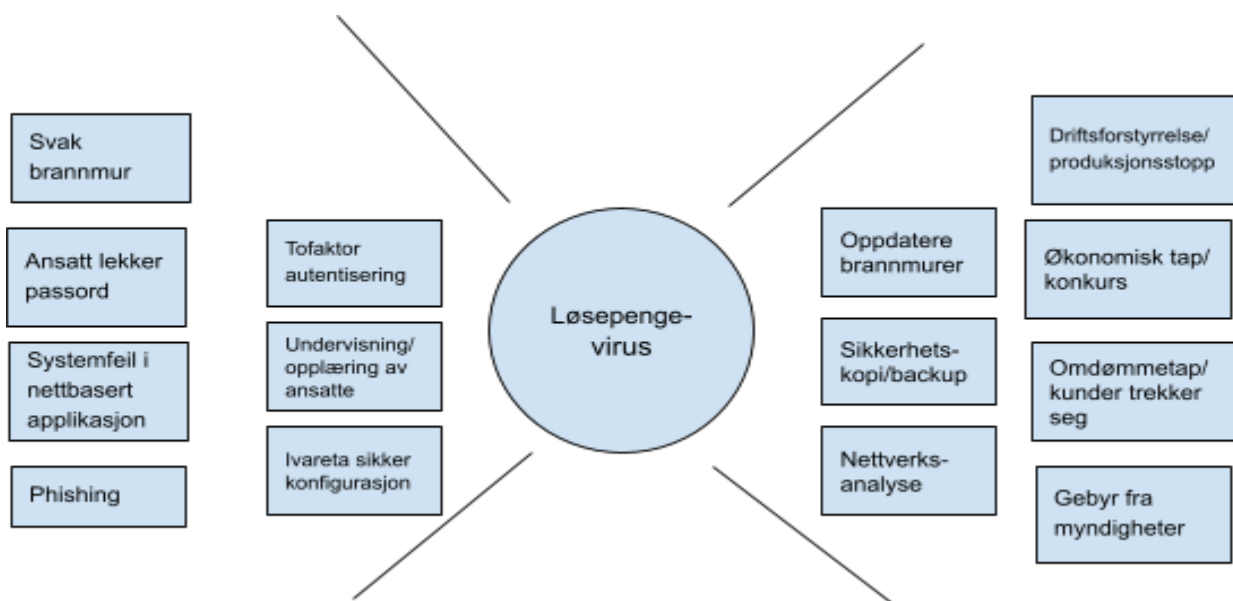 Svak
brannmur
Ansatt lekker
passord
Systemfeil i
nettbasert
applikasjon
Phishing
Tofaktor
autentisering
Undervisning/
opplæring av
ansatte
Ivareta sikker
konfigurasjon
Løsepenge-
virus
Oppdatere
brannmurer
Sikkerhets-
kopi/backup
Nettverks-
analyse
Driftsforstyrrelse/
produksjonsstopp
Økonomisk tap/
konkurs
Omdømmetap/
kunder trekker
seg
Gebyr fra
myndigheter